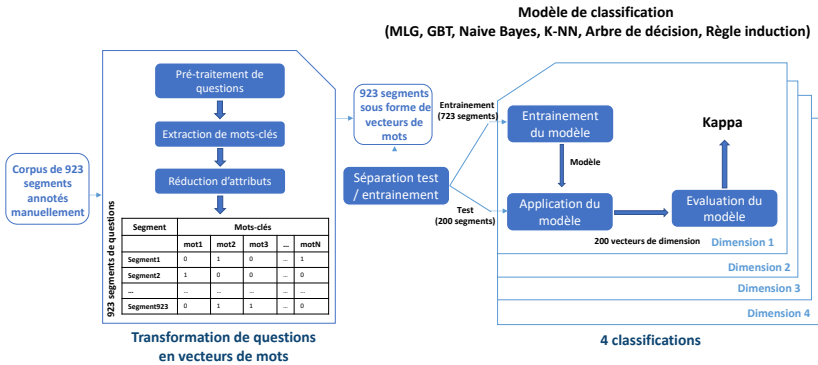 Modèle de classification
(MLG, GBT, Naive Bayes, K-NN, Arbre de décision, Règle induction)
Corpus de 923
segments
annotés
manuellement
Pré-traitement de
questions
Extraction de mots-clés
Réduction d'attributs
923 segments de questions
Segment Mots-clés
mot1 mot2 mot3 ... motN
Segment1 0 1 0 ... 1
Segment2 1 0 0 ... 0
... ... ... ... ... ...
Segment923 0 1 1 ... 0
Transformation de questions
en vecteurs de mots
923 segments
sous forme de
vecteurs de
mots
Séparation test
/ entrainement
Entrainement
(723 segments)
Test
(200 segments)
Entrainement
du modèle
Modèle
Application du
modèle
Kappa
Evaluation du
modèle
200 vecteurs de dimension
Dimension 1
Dimension 2
Dimension 3
Dimension 4
4 classifications